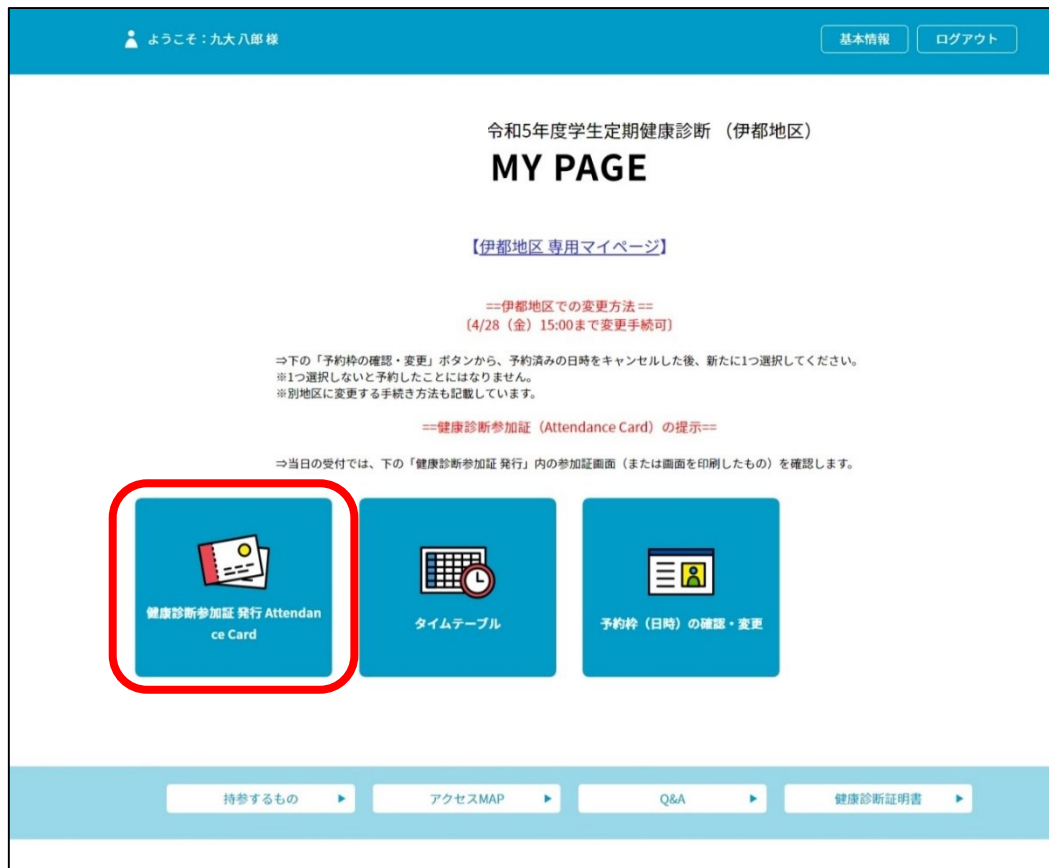 ようこそ：九大 八郎 様
基本情報
ログアウト
令和5年度学生定期健康診断 （伊都地区）
MY PAGE
【伊都地区 専用マイページ】
==伊都地区での変更方法 ==
〔4/28（金）15:00まで変更手続可〕
⇒下の「予約枠の確認・変更」ボタンから、予約済みの日時をキャンセルした後、新たに1つ選択してください。
※1つ選択しないと予約したことにはなりません。
※別地区に変更する手続き方法も記載しています。
==健康診断参加証（Attendance Card）の提示==
⇒当日の受付では、下の「健康診断参加証 発行」内の参加証画面（または画面を印刷したもの）を確認します。
健康診断参加証 発行 Attendan
ce Card
タイムテーブル
予約枠（日時）の確認・変更
持参するもの
アクセスMAP
Q&A
健康診断証明書